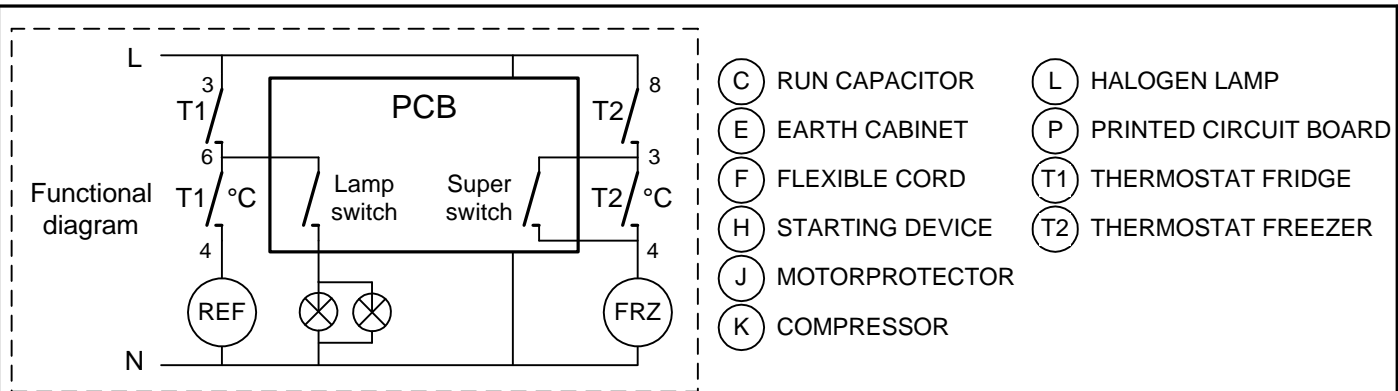 L
3
T1
6
T1 °C
4
REF
PCB
Lamp
switch
Super
switch
8
T2
3
T2 °C
4
FRZ
Functional
diagram
N
C RUN CAPACITOR
E EARTH CABINET
F FLEXIBLE CORD
H STARTING DEVICE
J MOTORPROTECTOR
K COMPRESSOR
L HALOGEN LAMP
P PRINTED CIRCUIT BOARD
T1 THERMOSTAT FRIDGE
T2 THERMOSTAT FREEZER